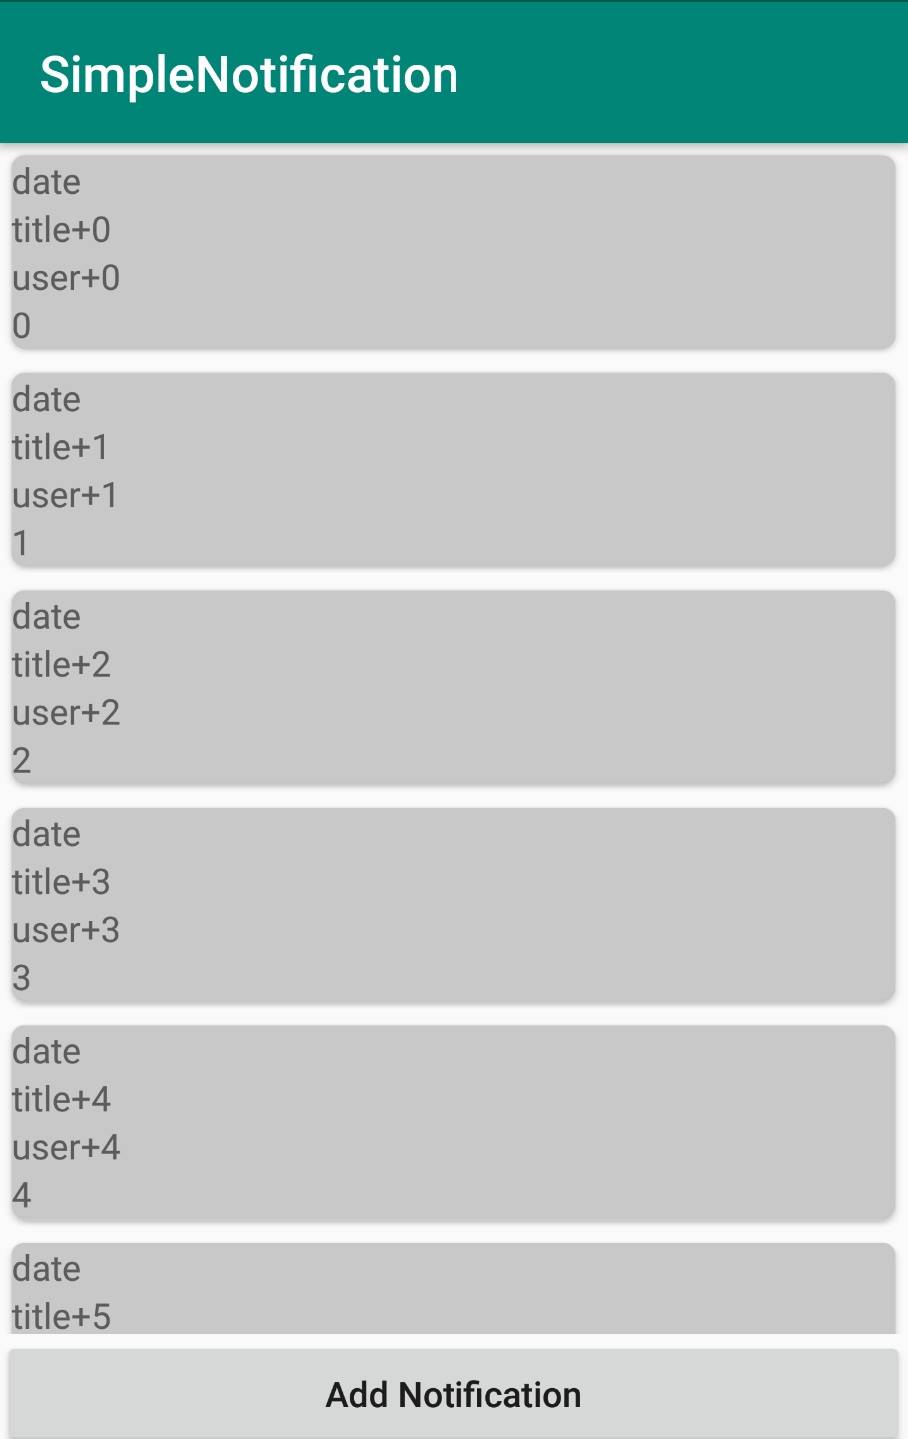 SimpleNotification
date
title+0
user+0
0
date
title+1
user+1
1
date
title+2
user+2
2
date
title+3
user+3
3
date
title+4
user+4
4
date
title+5
Add Notification